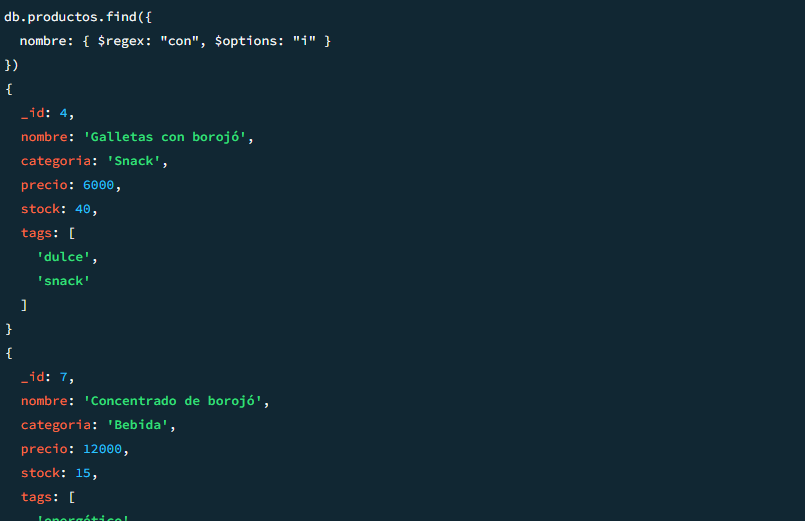 db.productos.find({
  nombre: { $regex: "con", $options: "i" }
})
{
  _id: 4,
  nombre: 'Galletas con borojó',
  categoria: 'Snack',
  precio: 6000,
  stock: 40,
  tags: [
    'dulce',
    'snack'
  ]
}
{
  _id: 7,
  nombre: 'Concentrado de borojó',
  categoria: 'Bebida',
  precio: 12000,
  stock: 15,
  tags: [
    'energético'